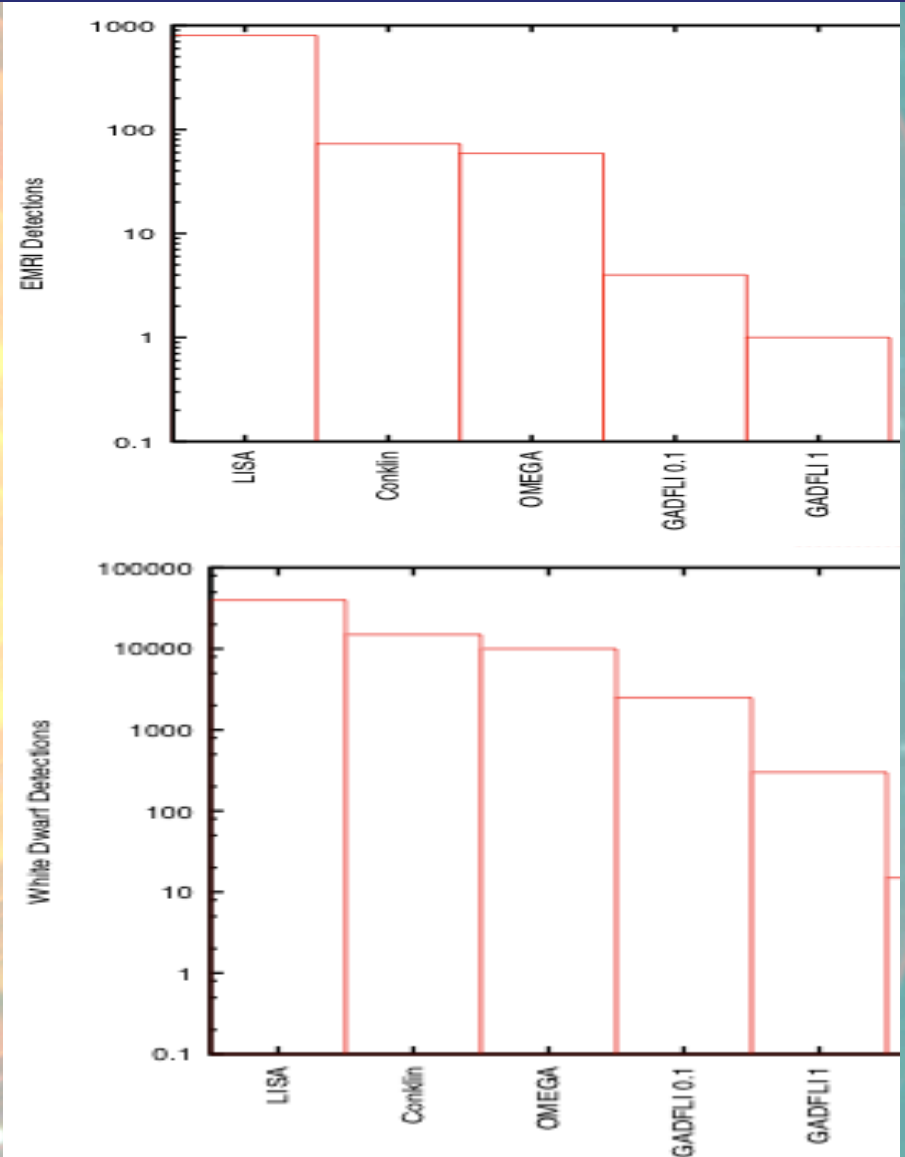 1000
100
10
1
0.1
EMRI Detections
LISA
Conklin
OMEGA
GADFLI 0.1
GADFLI 1
100000
10000
1000
100
10
1
0.1
White Dwarf Detections
LISA
Conklin
OMEGA
GADFLI 0.1
GADFLI 1